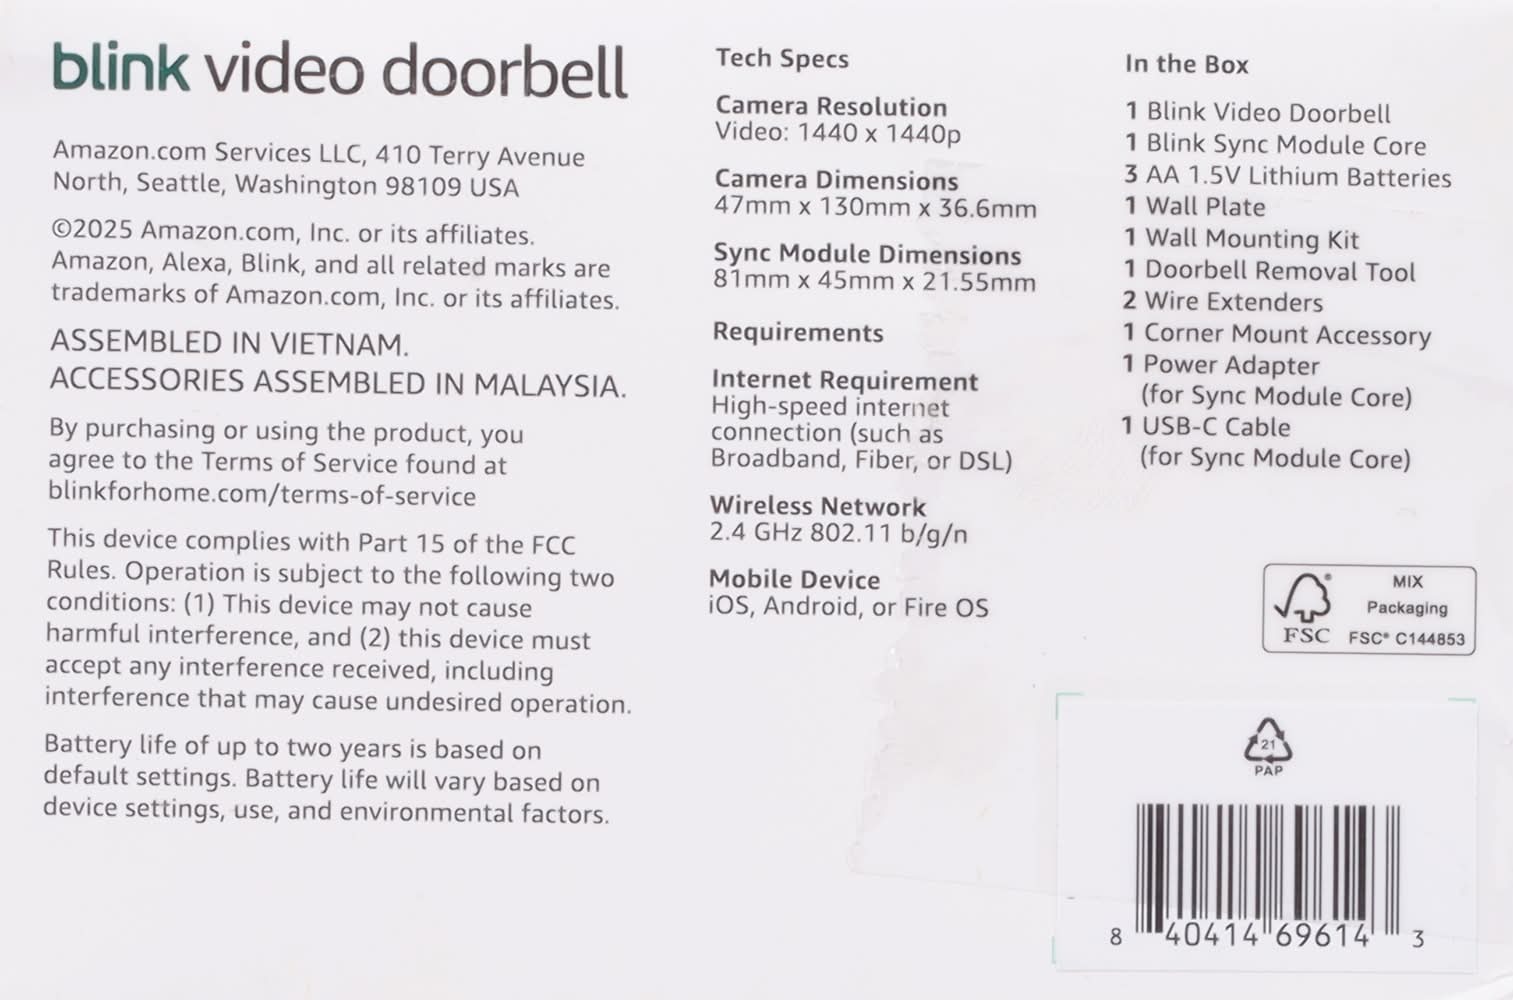 blink video doorbell
Amazon.com Services LLC, 410 Terry Avenue
North, Seattle, Washington 98109 USA
©2025 Amazon.com, Inc. or its affiliates.
Amazon, Alexa, Blink, and all related marks are
trademarks of Amazon.com, Inc. or its affiliates.
ASSEMBLED IN VIETNAM.
ACCESSORIES ASSEMBLED IN MALAYSIA.
By purchasing or using the product, you
agree to the Terms of Service found at
blinkforhome.com/terms-of-service
This device complies with Part 15 of the FCC
Rules. Operation is subject to the following two
conditions: (1) This device may not cause
harmful interference, and (2) this device must
accept any interference received, including
interference that may cause undesired operation.
Battery life of up to two years is based on
default settings. Battery life will vary based on
device settings, use, and environmental factors.
Tech Specs
Camera Resolution
Video: 1440 x 1440p
Camera Dimensions
47mm x 130mm x 36.6mm
Sync Module Dimensions
81mm x 45mm x 21.55mm
Requirements
Internet Requirement
High-speed internet
connection (such as
Broadband, Fiber, or DSL)
Wireless Network
2.4 GHz 802.11 b/g/n
Mobile Device
iOS, Android, or Fire OS
In the Box
1 Blink Video Doorbell
1 Blink Sync Module Core
3 AA 1.5V Lithium Batteries
1 Wall Plate
1 Wall Mounting Kit
1 Doorbell Removal Tool
2 Wire Extenders
1 Corner Mount Accessory
1 Power Adapter
(for Sync Module Core)
1 USB-C Cable
(for Sync Module Core)
MIX
Packaging
FSC® C144853
FSC
21
PAP
8 40414 69614 3